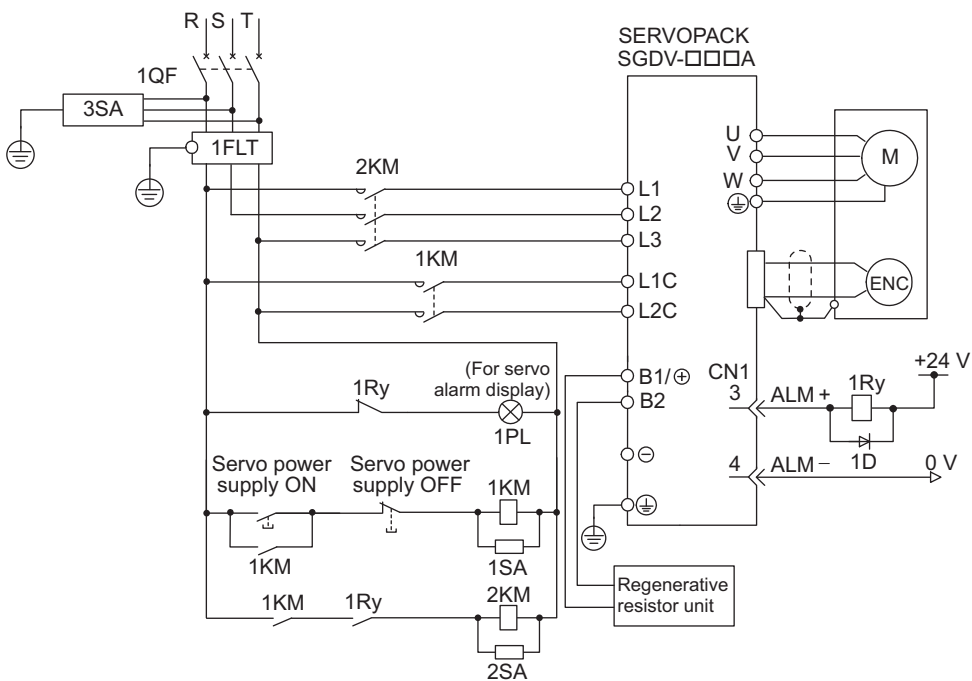 R S T
SERVOPACK
SGDV-□□□A
1QF
3SA
1FLT
U
V
W
M
2KM
L1
L2
L3
1KM
L1C
L2C
ENC
(For servo
alarm display)
1Ry
1PL
B1/⊕
B2
CN1
3
ALM +
1Ry
+24 V
1D
⊖
4
ALM −
0 V
Servo power
supply ON
Servo power
supply OFF
1KM
1KM
1SA
1KM
1Ry
2KM
2SA
Regenerative
resistor unit